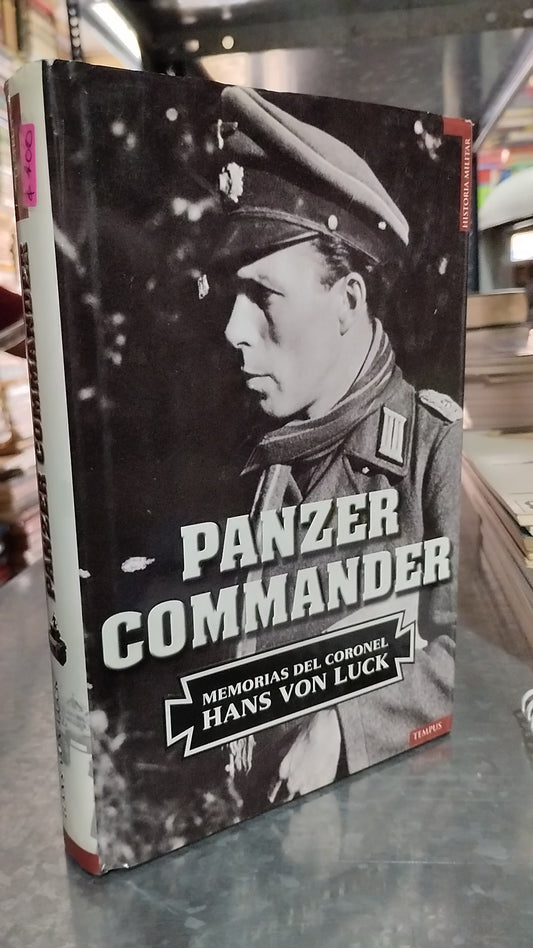 HISTORIA MILITAR
PANZER
COMMANDER
MEMORIAS DEL CORONEL
HANS VON LUCK
TEMPUS
PANZER COMMANDER